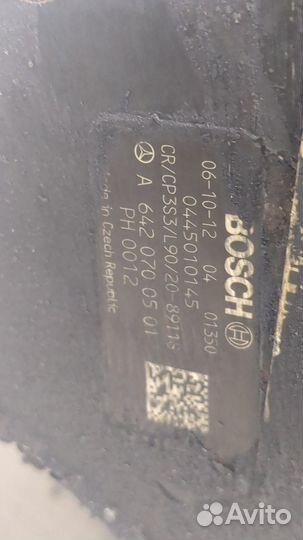 BOSCH
06-10-12 04 01350
0445010145
CR/CP3S3/L90/20-8911S
A 642 070 05 01
PH 0012
Made in Czech Republic
Avito